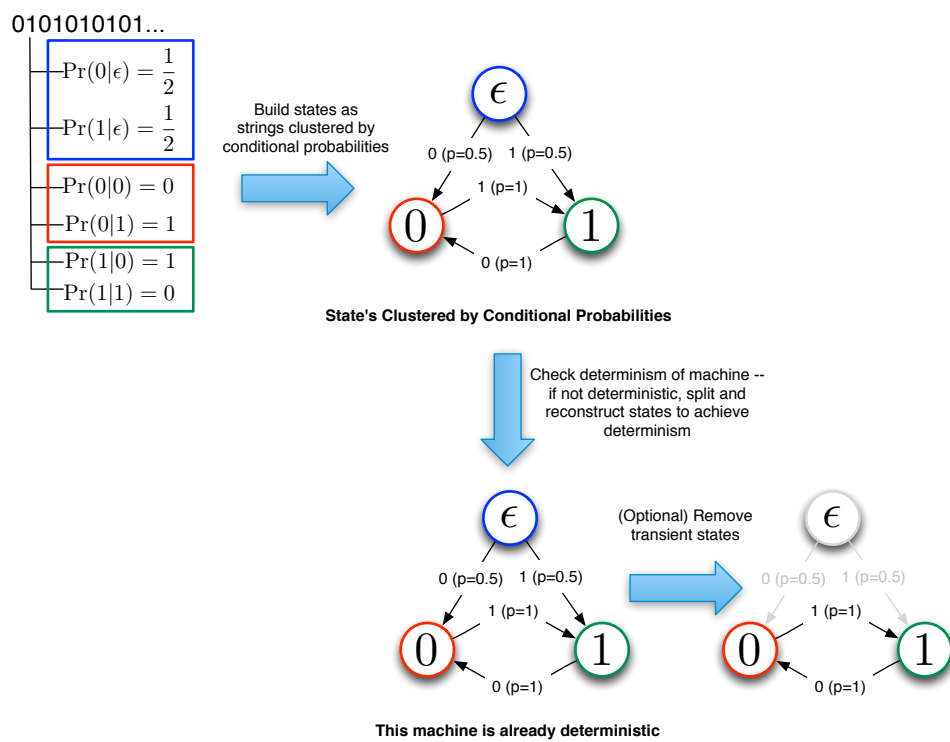 0101010101...
Pr(0|ϵ) = 1/2
Pr(1|ϵ) = 1/2
Pr(0|0) = 0
Pr(0|1) = 1
Pr(1|0) = 1
Pr(1|1) = 0
Build states as
strings clustered by
conditional probabilities
ϵ
0 (p=0.5) 1 (p=0.5)
1 (p=1)
0 1
0 (p=1)
State's Clustered by Conditional Probabilities
Check determinism of machine --
if not deterministic, split and
reconstruct states to achieve
determinism
ϵ
0 (p=0.5) 1 (p=0.5)
1 (p=1)
0 1
0 (p=1)
(Optional) Remove
transient states
ϵ
0 (p=0.5) 1 (p=0.5)
1 (p=1)
0 1
0 (p=1)
This machine is already deterministic